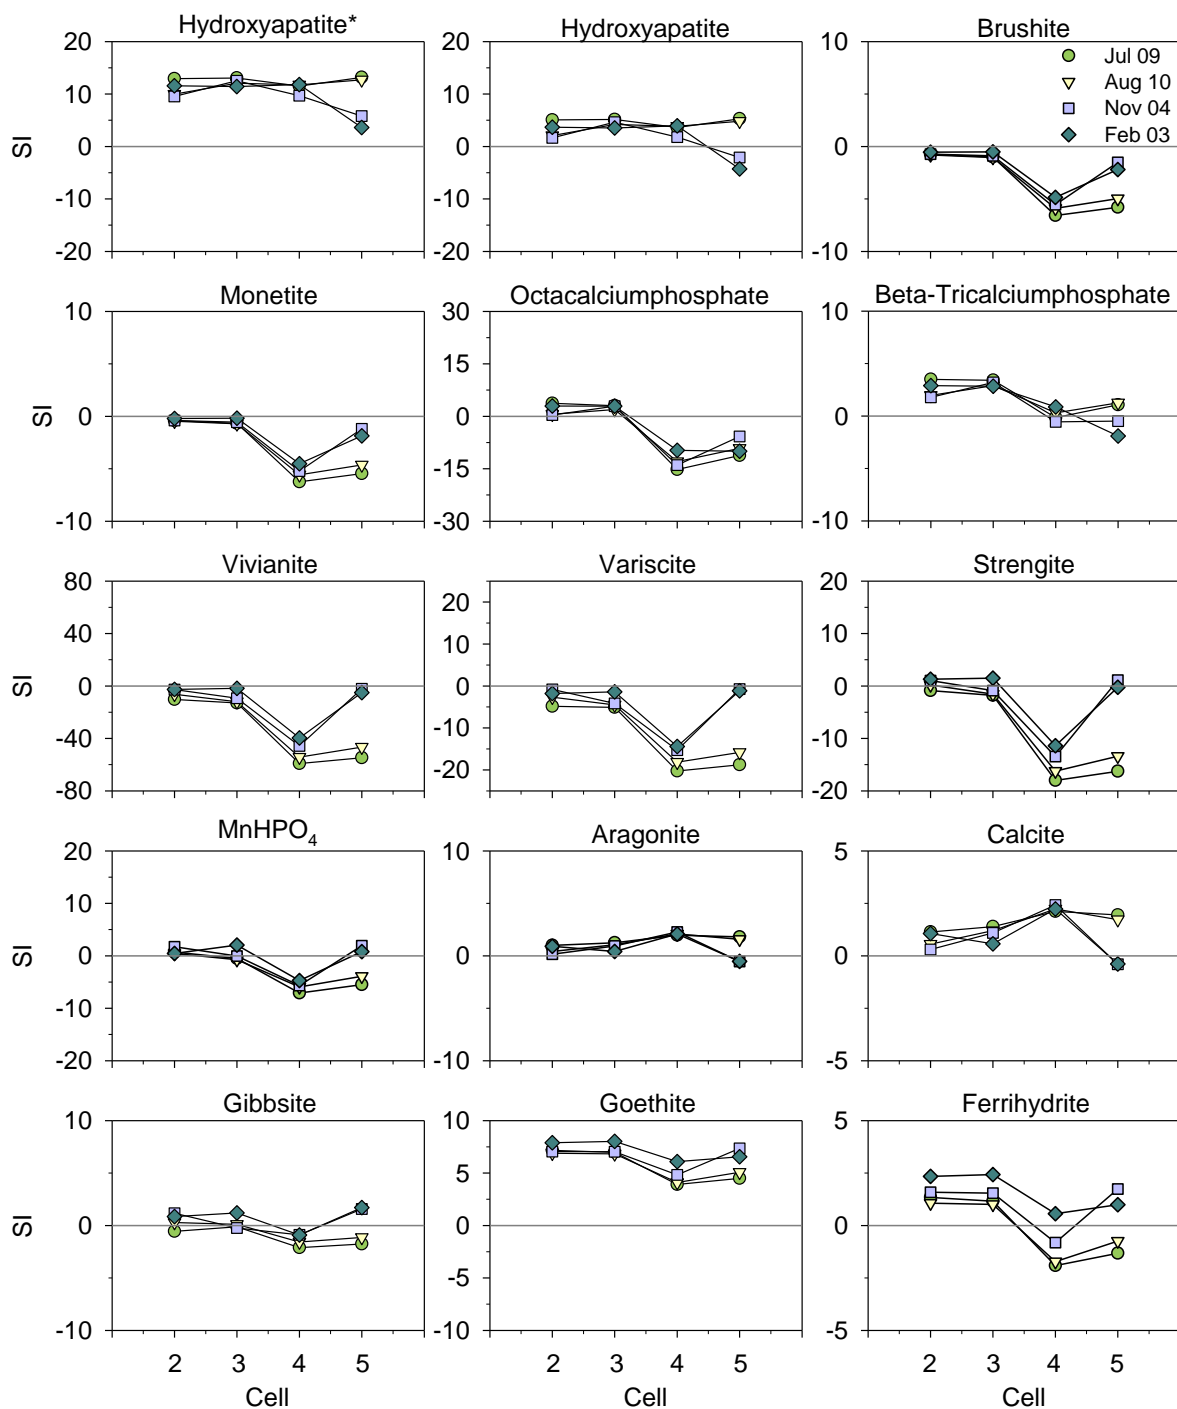 Hydroxyapatite*
Hydroxyapatite
Brushite
20
10
0
-10
-20
SI
20
10
0
-10
-20
10
0
-10
Jul 09
Aug 10
Nov 04
Feb 03
Monetite
Octacalciumphosphate
Beta-Tricalciumphosphate
10
0
-10
SI
30
15
0
-15
-30
10
0
-10
Vivianite
Variscite
Strengite
80
40
0
-40
-80
SI
20
10
0
-10
-20
20
10
0
-10
-20
MnHPO4
Aragonite
Calcite
20
10
0
-10
-20
SI
10
0
-10
5
0
-5
Gibbsite
Goethite
Ferrihydrite
10
0
-10
SI
10
5
0
-5
-10
5
0
-5
2 3 4 5
2 3 4 5
2 3 4 5
Cell
Cell
Cell